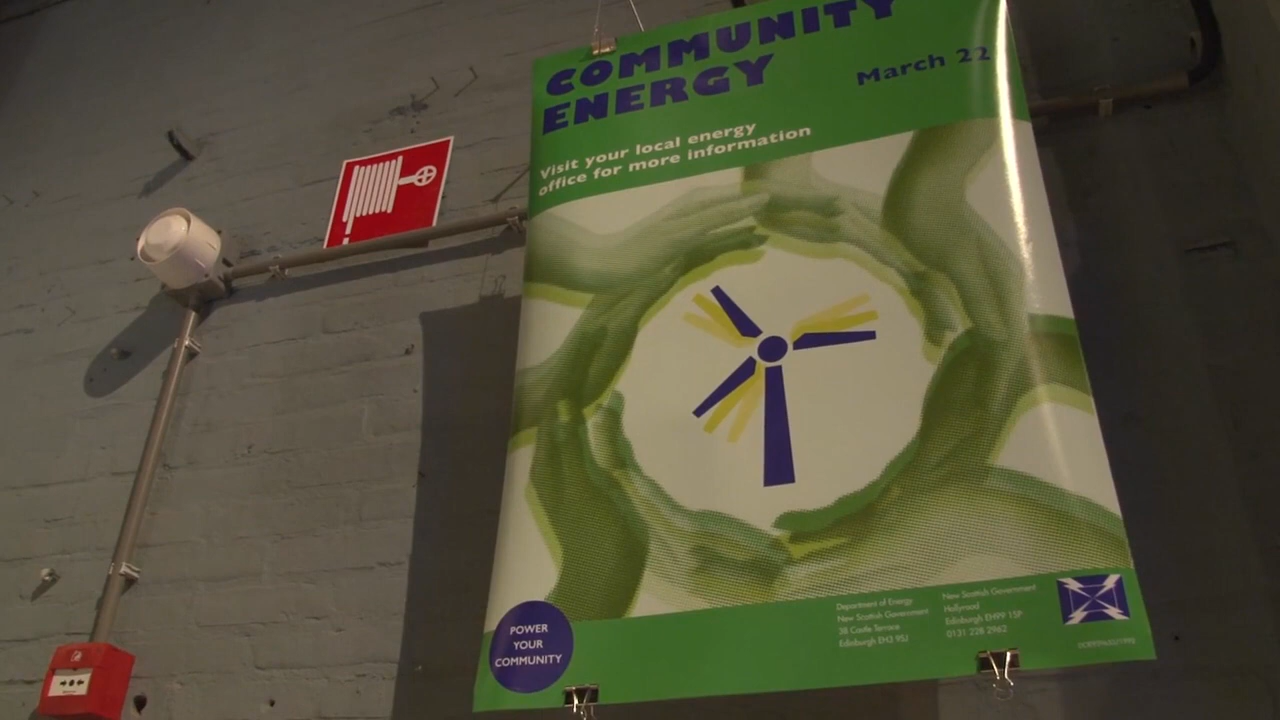 COMMUNITY
ENERGY
March 22
Visit your local energy
office for more information
POWER
YOUR
COMMUNITY
Department of Energy
New Scottish Government
38 Castle Terrace
Edinburgh EH3 9SJ
New Scottish Government
Holyrood
Edinburgh EH99 1SP
0131 228 2962